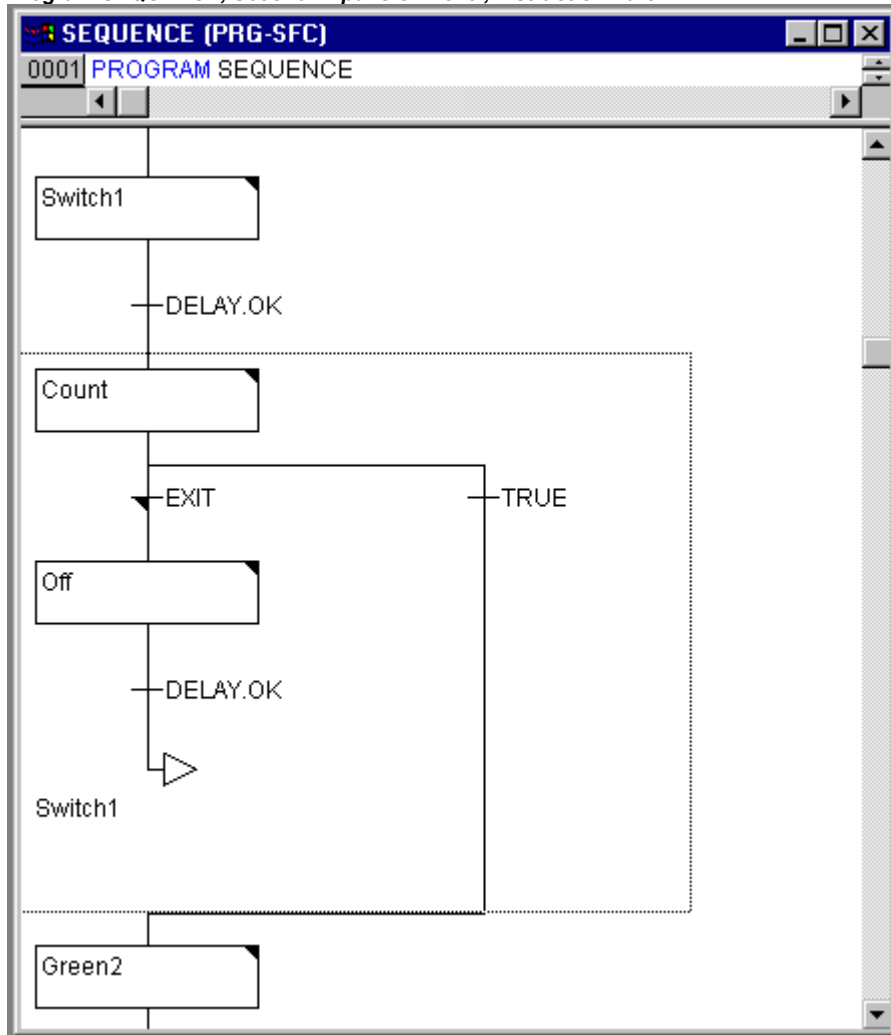 SEQUENCE (PRG-SFC)
0001 PROGRAM SEQUENCE
Switch1
DELAY.OK
Count
EXIT
TRUE
Off
DELAY.OK
Switch1
Green2